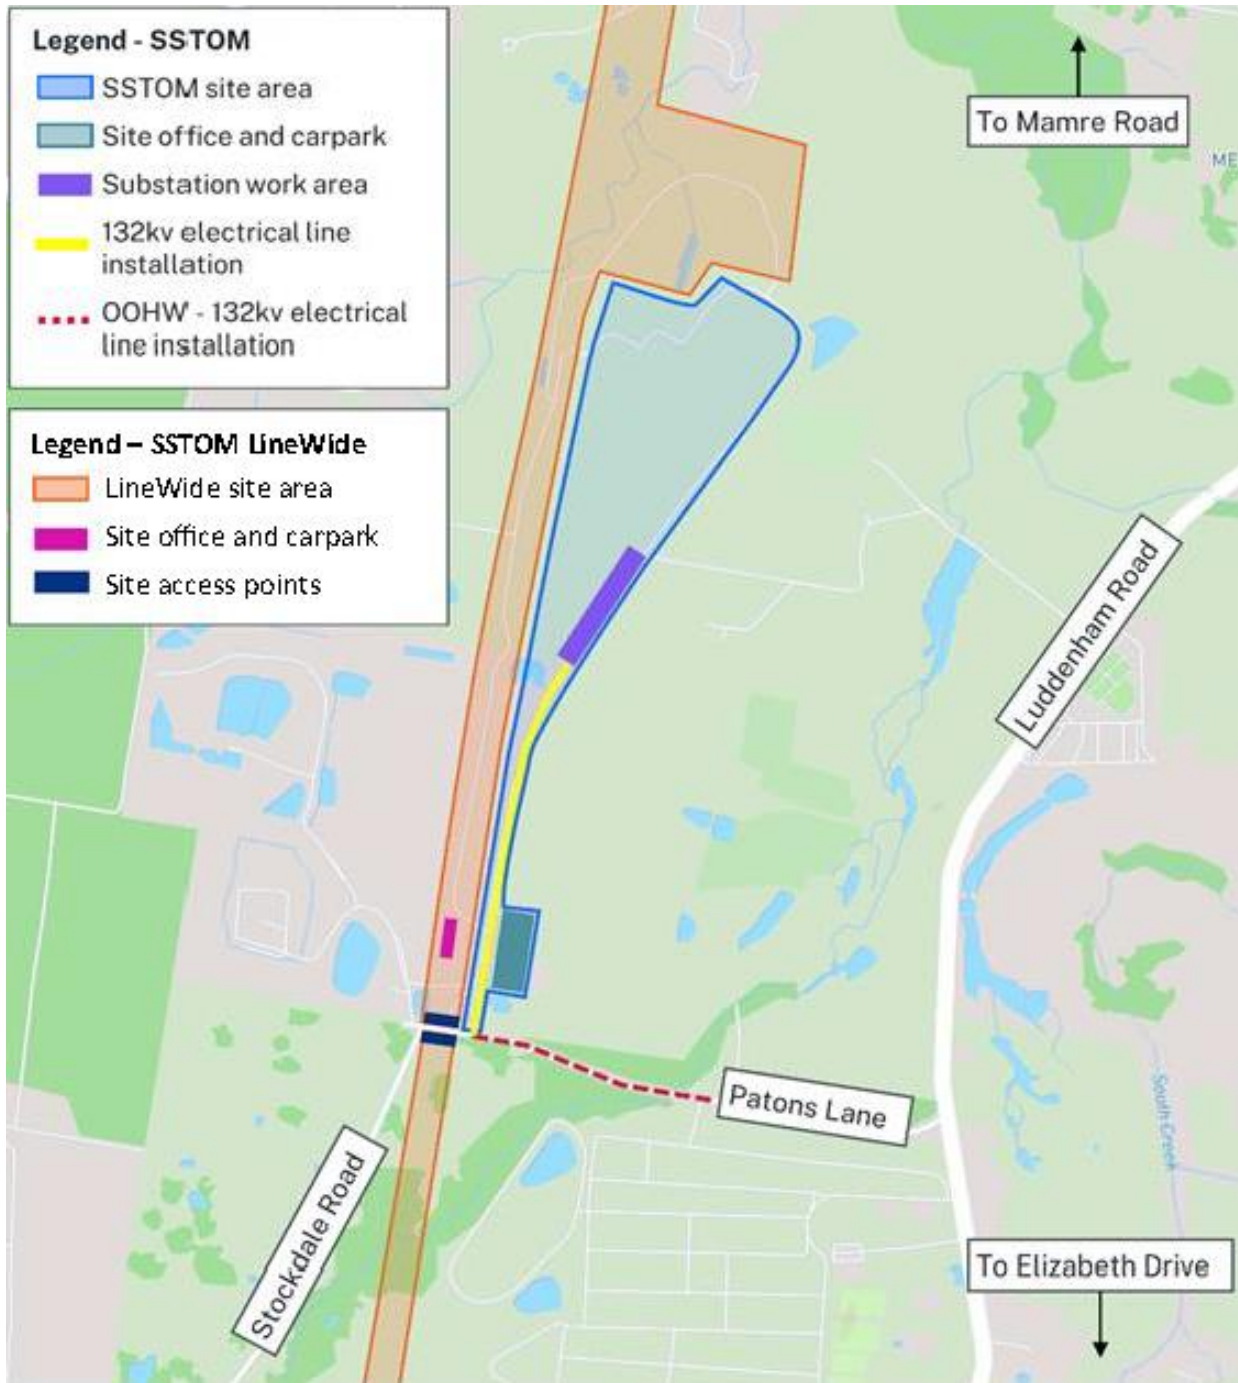 Legend - SSTOM
SSTOM site area
Site office and carpark
Substation work area
132kv electrical line
installation
OOHW - 132kv electrical
line installation
Legend – SSTOM LineWide
LineWide site area
Site office and carpark
Site access points
To Mamre Road
ME
Luddenham Road
Patons Lane
South Creek
Stockdale Road
To Elizabeth Drive